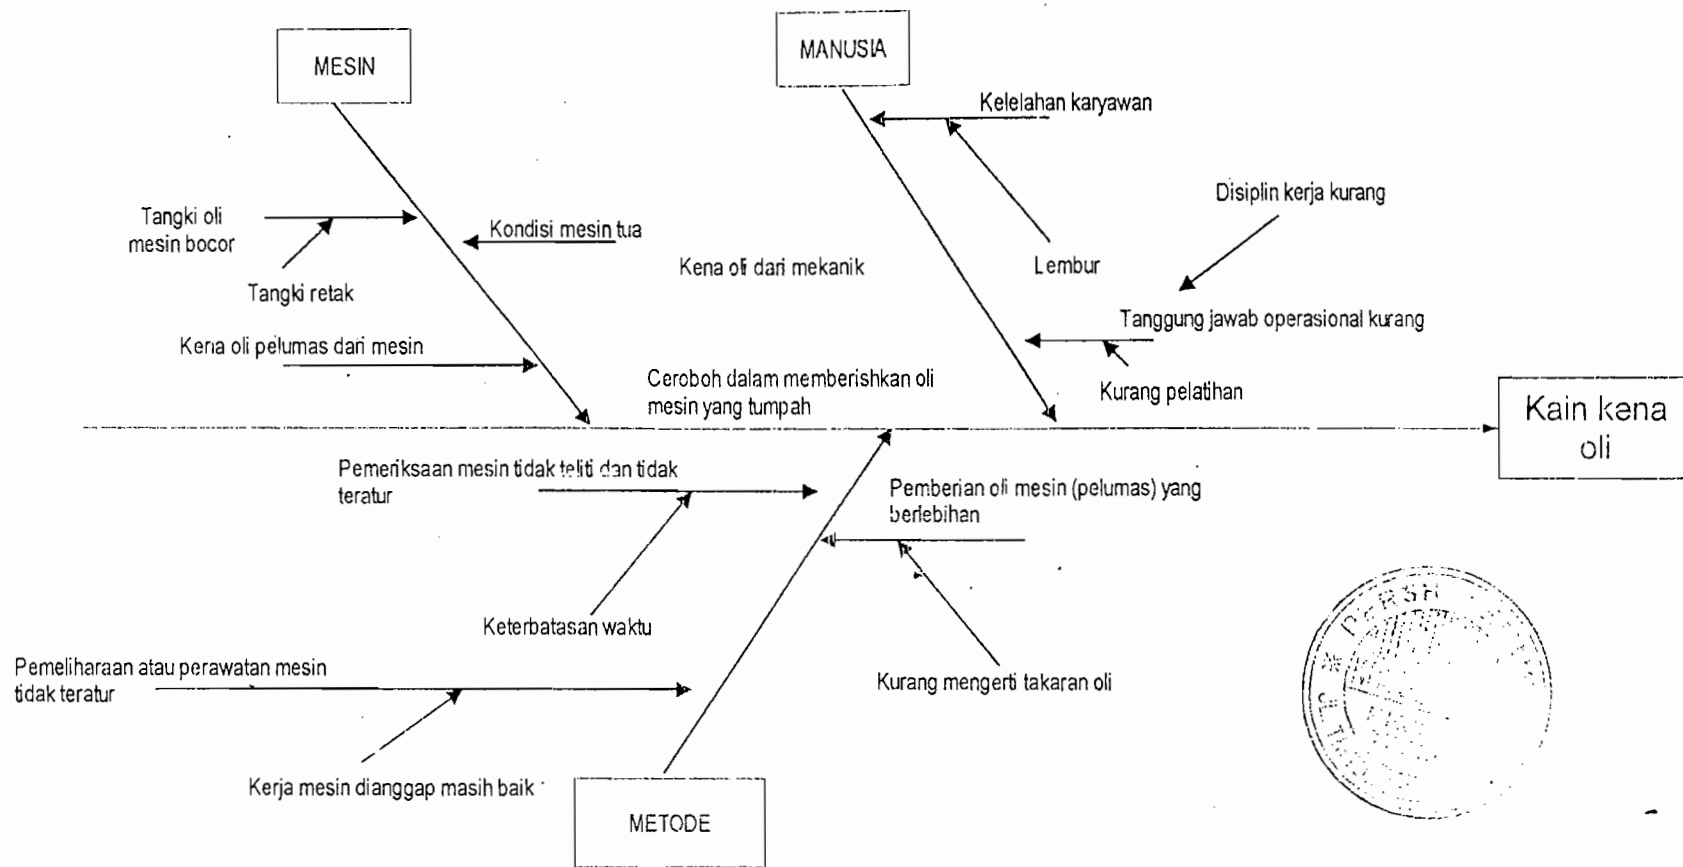 MESIN
MANUSIA
Kelelahan karyawan
Disiplin kerja kurang
Tangki oli
mesin bocor
Kondisi mesin tua
Kena oli dari mekanik
Lembur
Tangki retak
Tanggung jawab operasional kurang
Kena oli pelumas dari mesin
Ceroboh dalam memberishkan oli
mesin yang tumpah
Kurang pelatihan
Kain kena
oli
Pemeriksaan mesin tidak teliti dan tidak
teratur
Pemberian oli mesin (pelumas) yang
berlebihan
Keterbatasan waktu
Pemeliharaan atau perawatan mesin
tidak teratur
Kurang mengerti takaran oli
Kerja mesin dianggap masih baik
METODE